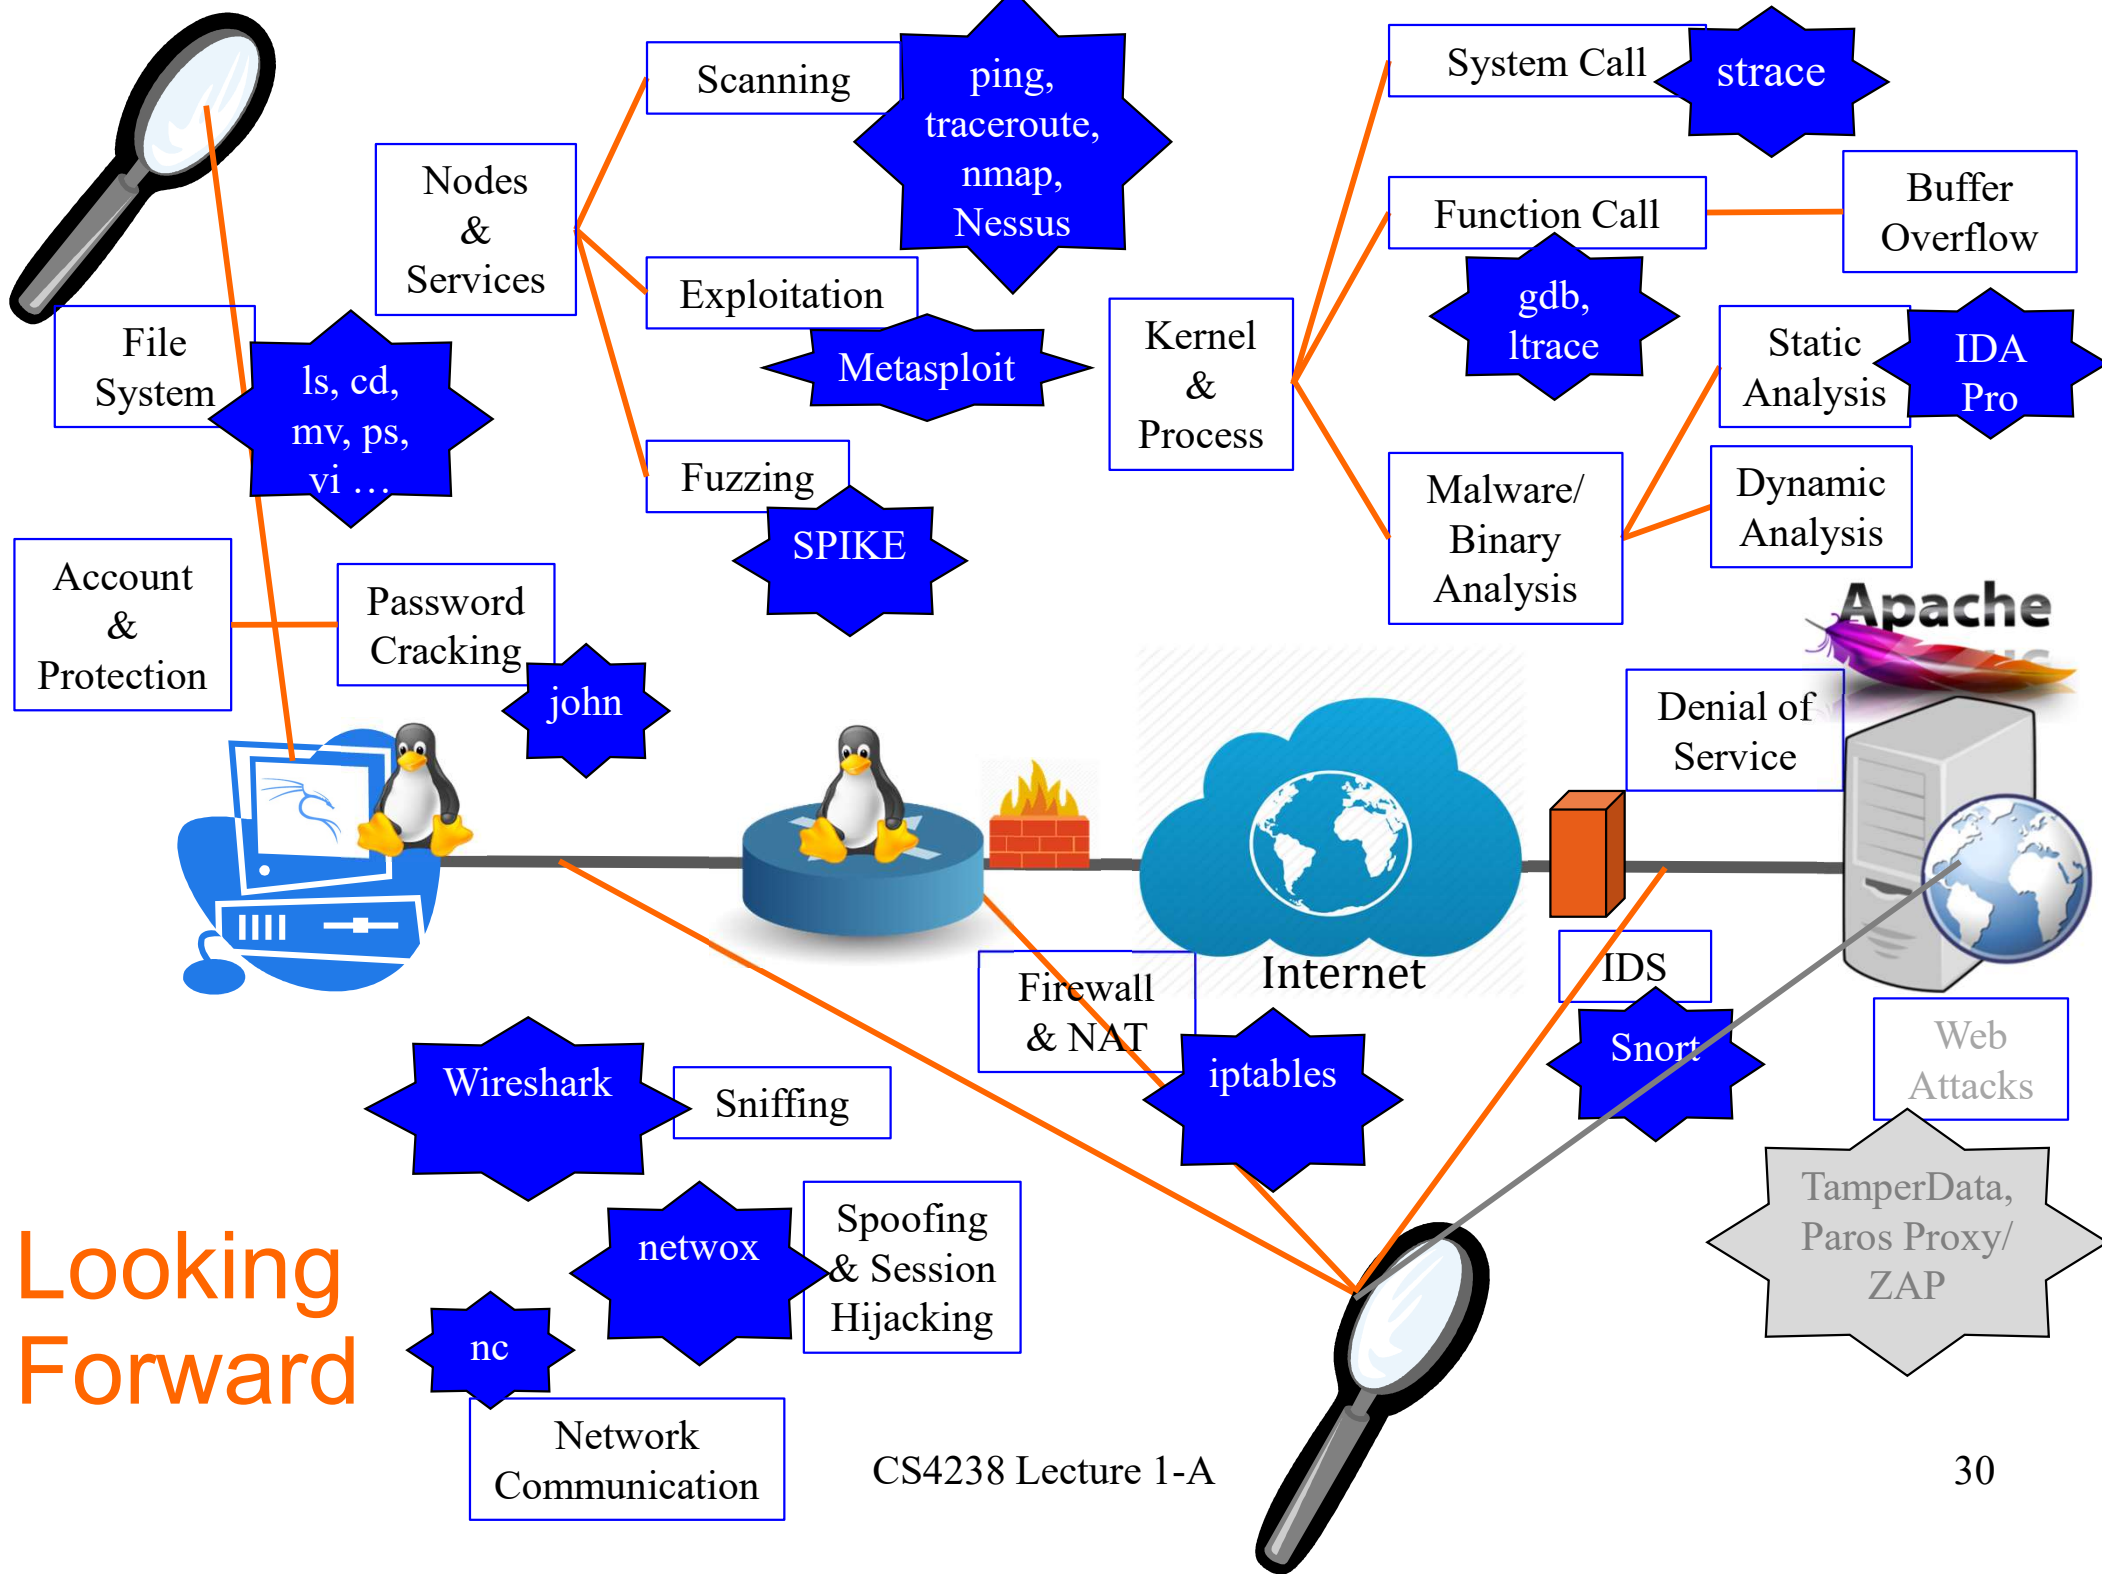 Scanning
ping,
traceroute,
nmap,
Nessus
System Call
strace
Nodes
&
Services
Function Call
Buffer
Overflow
gdb,
ltrace
Exploitation
Metasploit
Kernel
&
Process
Static
Analysis
IDA
Pro
File
System
ls, cd,
mv, ps,
vi …
Fuzzing
SPIKE
Malware/
Binary
Analysis
Dynamic
Analysis
Account
&
Protection
Password
Cracking
john
Apache
Denial of
Service
Internet
Firewall
& NAT
iptables
IDS
Snort
Web
Attacks
TamperData,
Paros Proxy/
ZAP
Wireshark
Sniffing
netwox
Spoofing
& Session
Hijacking
nc
Network
Communication
Looking
Forward
CS4238 Lecture 1-A
30